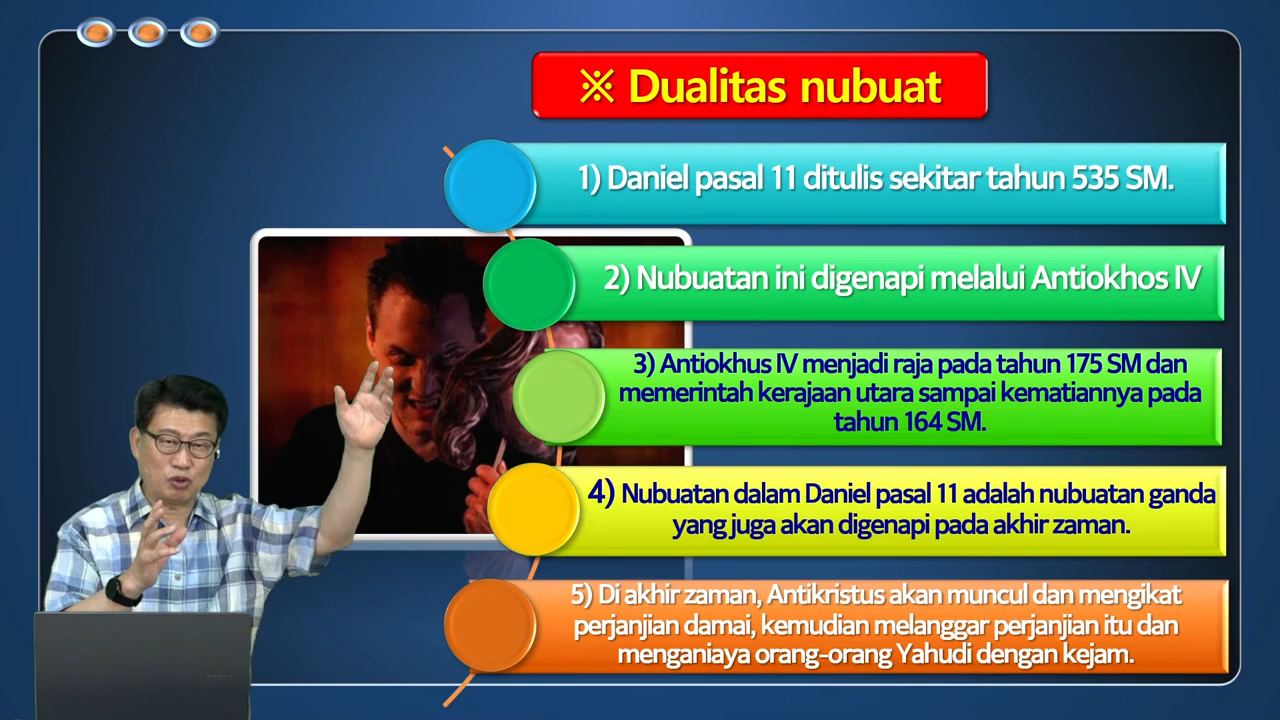 ※ Dualitas nubuat
1) Daniel pasal 11 ditulis sekitar tahun 535 SM.
2) Nubuatan ini digenapi melalui Antiokhos IV
3) Antiokhus IV menjadi raja pada tahun 175 SM dan
memerintah kerajaan utara sampai kematiannya pada
tahun 164 SM.
4) Nubuatan dalam Daniel pasal 11 adalah nubuatan ganda
yang juga akan digenapi pada akhir zaman.
5) Di akhir zaman, Antikristus akan muncul dan mengikat
perjanjian damai, kemudian melanggar perjanjian itu dan
menganiaya orang-orang Yahudi dengan kejam.